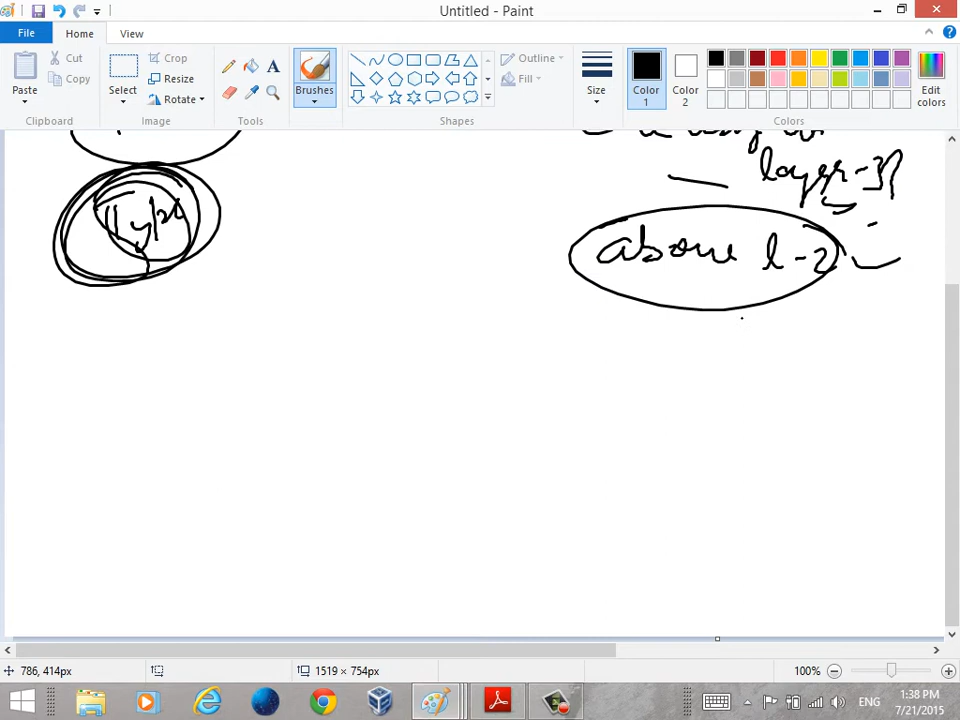 Untitled - Paint
File Home View
Paste
Cut
Copy
Clipboard
Select
Crop
Resize
Rotate
Image
A
Tools
Brushes
Outline
Fill
Shapes
Size
Color 1
Color 2
Edit colors
Colors
layer-3
above l-2
786, 414px
1519 × 754px
100%
ENG
1:38 PM
7/21/2015